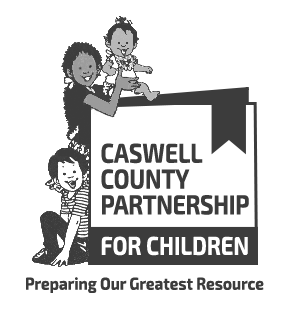 CASWELL
COUNTY
PARTNERSHIP
FOR CHILDREN
Preparing Our Greatest Resource